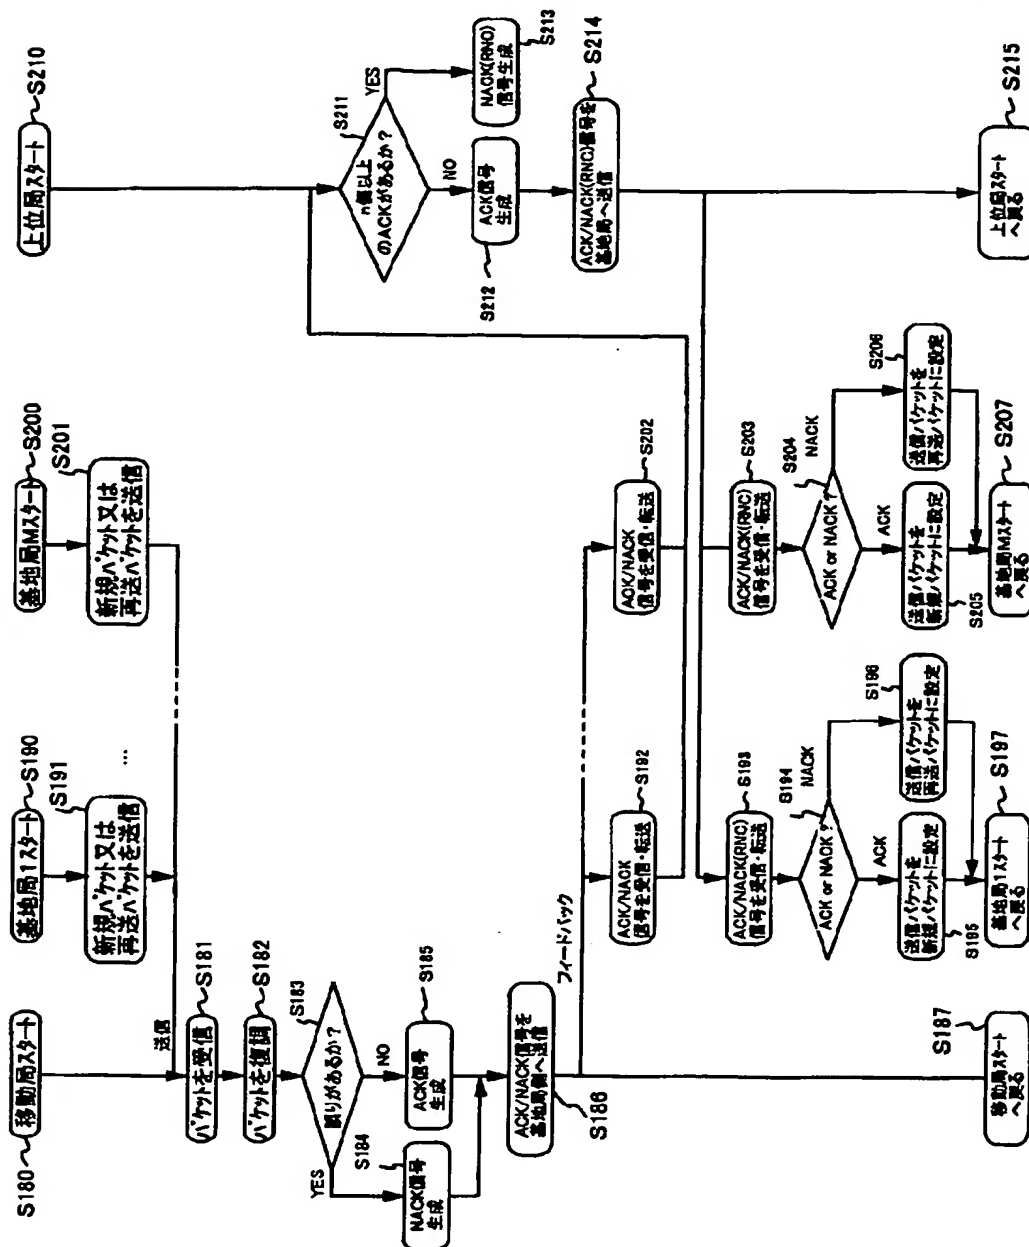 S180
移動局スタート
送信
パケットを受信
S181
パケットを復調
S182
誤りがあるか？
S183
YES
NO
S184
NACK信号
生成
ACK信号
生成
S185
ACK/NACK信号を
基地局側へ送信
S186
フィードバック
移動局スタート
へ戻る
S187
基地局1スタート
S190
新規パケット又は
再送パケットを送信
S191
...
ACK/NACK
信号を受信・転送
S192
ACK/NACK(RNC)
信号を受信・転送
S193
ACK or NACK？
S194
NACK
ACK
送信パケットを
新規パケットに設定
S195
送信パケットを
再送パケットに設定
S196
基地局1スタート
へ戻る
S197
基地局Mスタート
S200
新規パケット又は
再送パケットを送信
S201
ACK/NACK
信号を受信・転送
S202
ACK/NACK(RNC)
信号を受信・転送
S203
ACK or NACK？
S204
NACK
ACK
送信パケットを
新規パケットに設定
S205
送信パケットを
再送パケットに設定
S206
基地局Mスタート
へ戻る
S207
上位局スタート
S210
n個以上
のACKがあるか？
S211
YES
NO
ACK信号
生成
S212
NACK(RNC)
信号生成
S213
ACK/NACK(RNC)信号を
基地局へ送信
S214
上位局スタート
へ戻る
S215